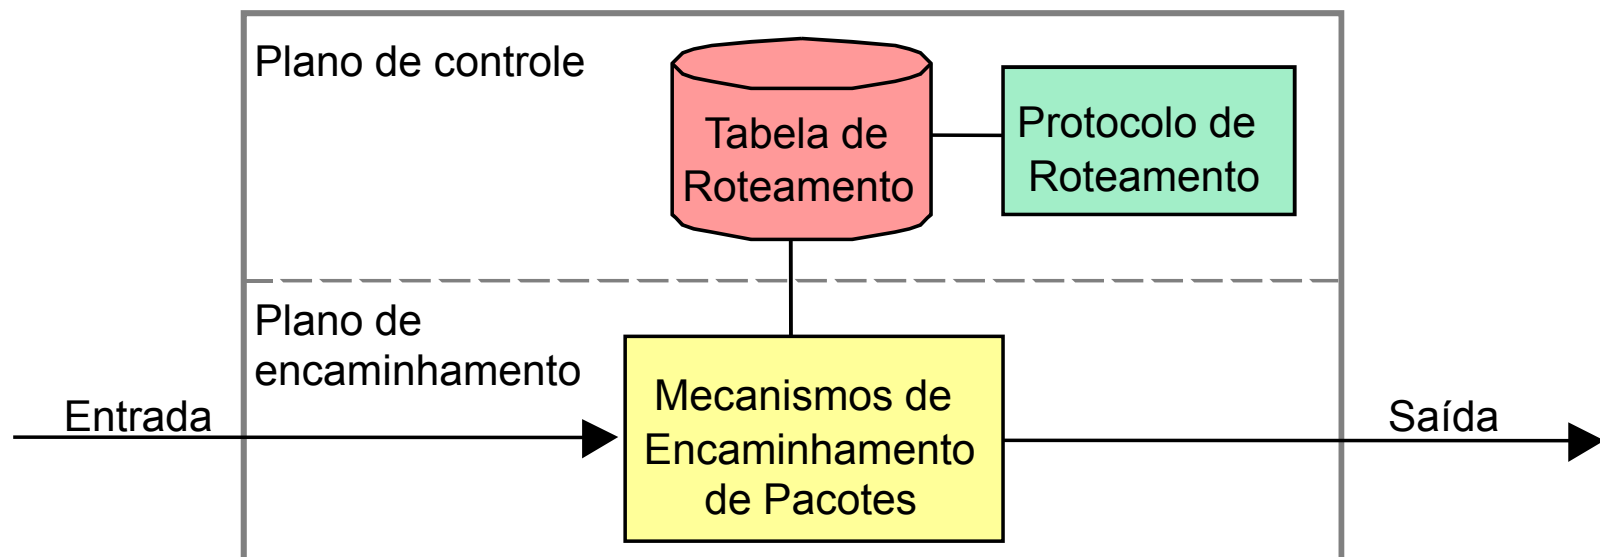 Plano de controle
Tabela de
Roteamento
Protocolo de
Roteamento
Plano de
encaminhamento
Entrada
Mecanismos de
Encaminhamento
de Pacotes
Saída